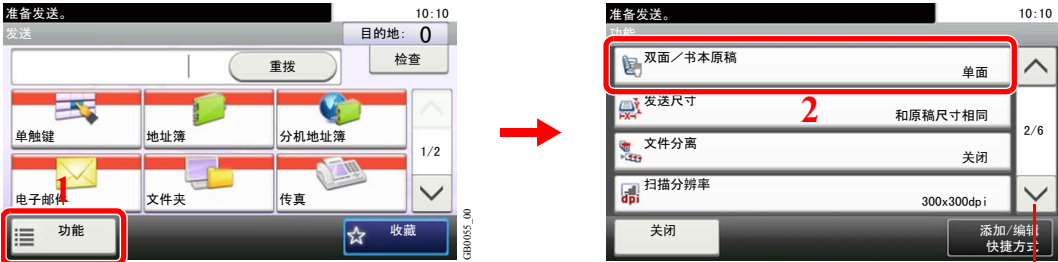 准备发送。 10:10
发送 目的地: 0
重拨 检查
单触键 地址簿 分机地址簿
1/2
电子邮件 文件夹 传真
1
功能 收藏
GB0055_00
准备发送。 10:10
功能
双面／书本原稿
单面
发送尺寸
2
和原稿尺寸相同
2/6
文件分离
关闭
扫描分辨率
dpi
300x300dpi
关闭 添加/编辑
快捷方式